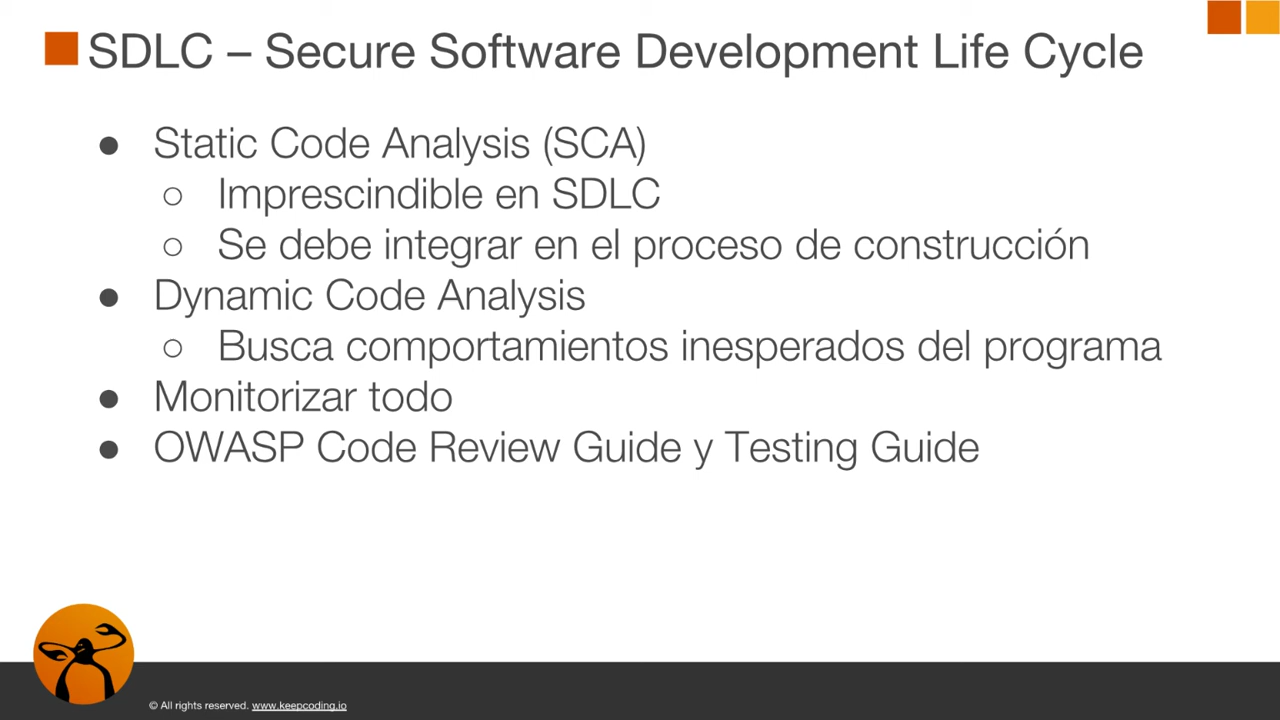 SDLC – Secure Software Development Life Cycle
● Static Code Analysis (SCA)
○ Imprescindible en SDLC
○ Se debe integrar en el proceso de construcción
● Dynamic Code Analysis
○ Busca comportamientos inesperados del programa
● Monitorizar todo
● OWASP Code Review Guide y Testing Guide
© All rights reserved. www.keepcoding.io